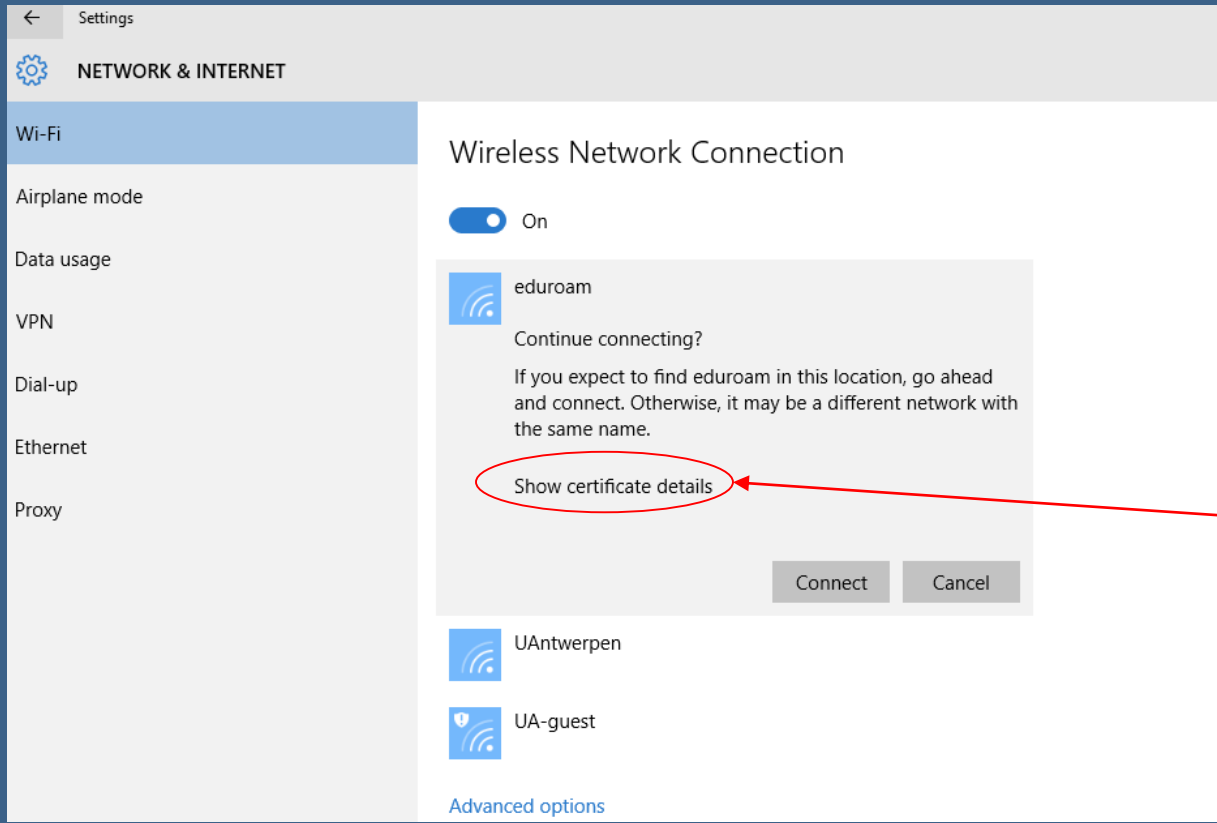 Settings
NETWORK & INTERNET
Wi-Fi
Airplane mode
Data usage
VPN
Dial-up
Ethernet
Proxy
Wireless Network Connection
On
eduroam
Continue connecting?
If you expect to find eduroam in this location, go ahead
and connect. Otherwise, it may be a different network with
the same name.
Show certificate details
Connect
Cancel
UAntwerpen
UA-guest
Advanced options